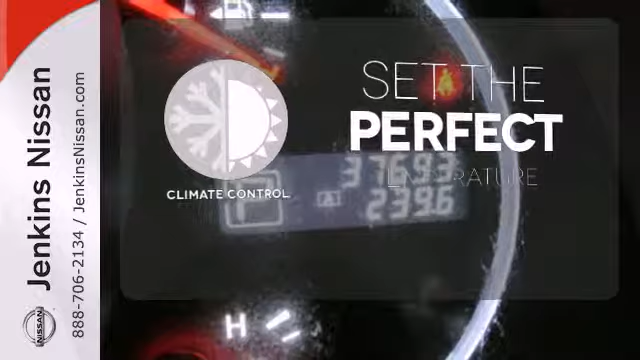 Jenkins Nissan
888-706-2134 / JenkinsNissan.com
NISSAN
CLIMATE CONTROL
SET THE
PERFECT
TEMPERATURE
37693
A
239.6
H